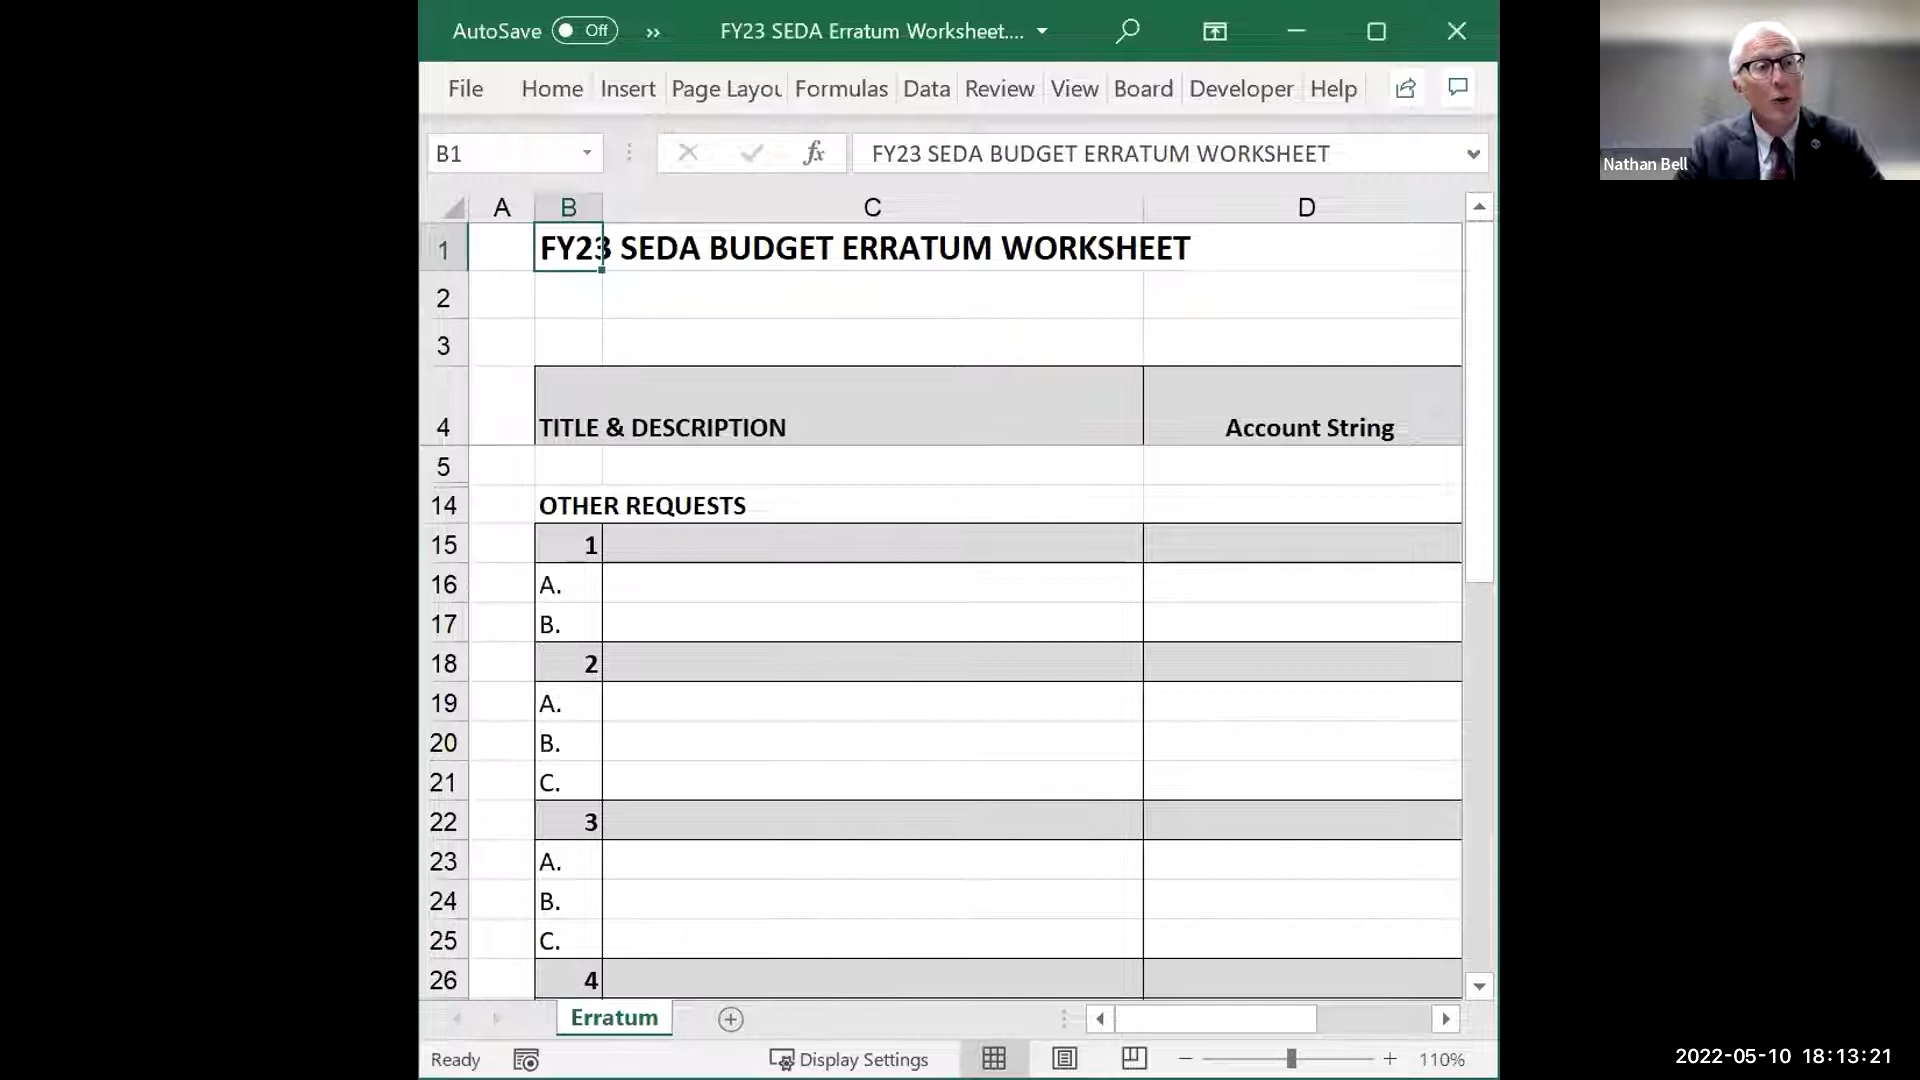 AutoSave Off » FY23 SEDA Erratum Worksheet....
File Home Insert Page Layou Formulas Data Review View Board Developer Help
B1 fx FY23 SEDA BUDGET ERRATUM WORKSHEET
Nathan Bell
A B C D
1 FY23 SEDA BUDGET ERRATUM WORKSHEET
2
3
4 TITLE & DESCRIPTION Account String
5
14 OTHER REQUESTS
15 1
16 A.
17 B.
18 2
19 A.
20 B.
21 C.
22 3
23 A.
24 B.
25 C.
26 4
Erratum
Ready Display Settings 110%
2022-05-10 18:13:21